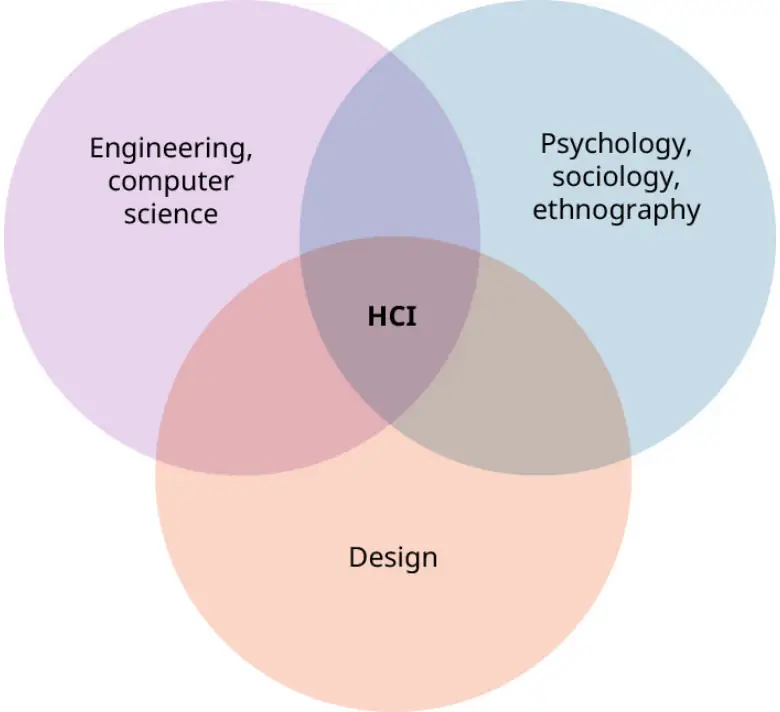 Engineering,
computer
science
Psychology,
sociology,
ethnography
HCI
Design